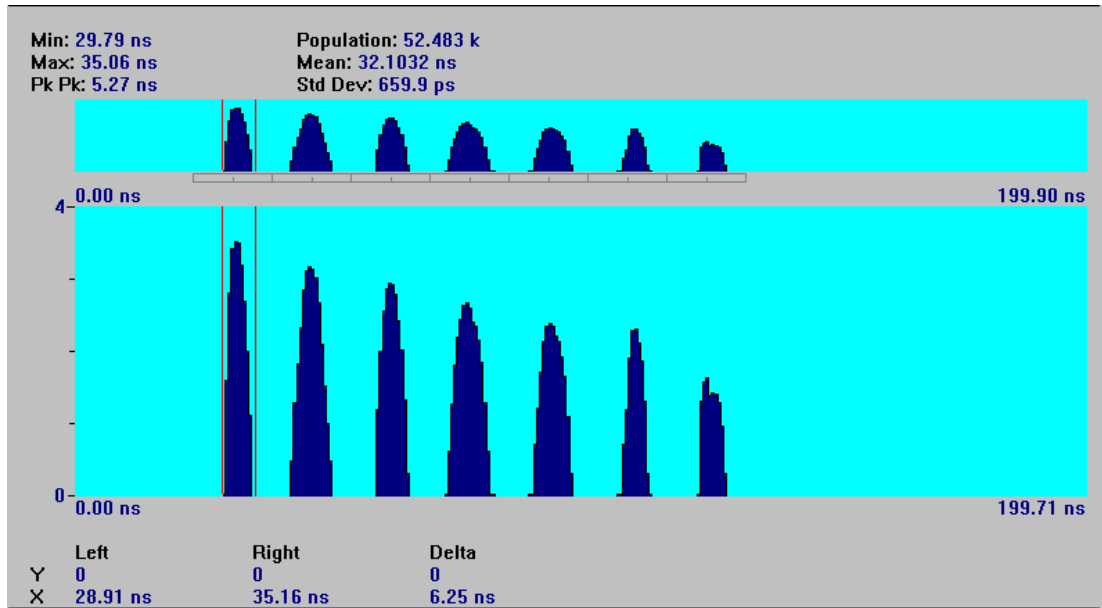 Min: 29.79 ns Population: 52.483 k
Max: 35.06 ns Mean: 32.1032 ns
Pk Pk: 5.27 ns Std Dev: 659.9 ps
0.00 ns 199.90 ns
4
0
0.00 ns 199.71 ns
Left Right Delta
Y 0 0 0
X 28.91 ns 35.16 ns 6.25 ns